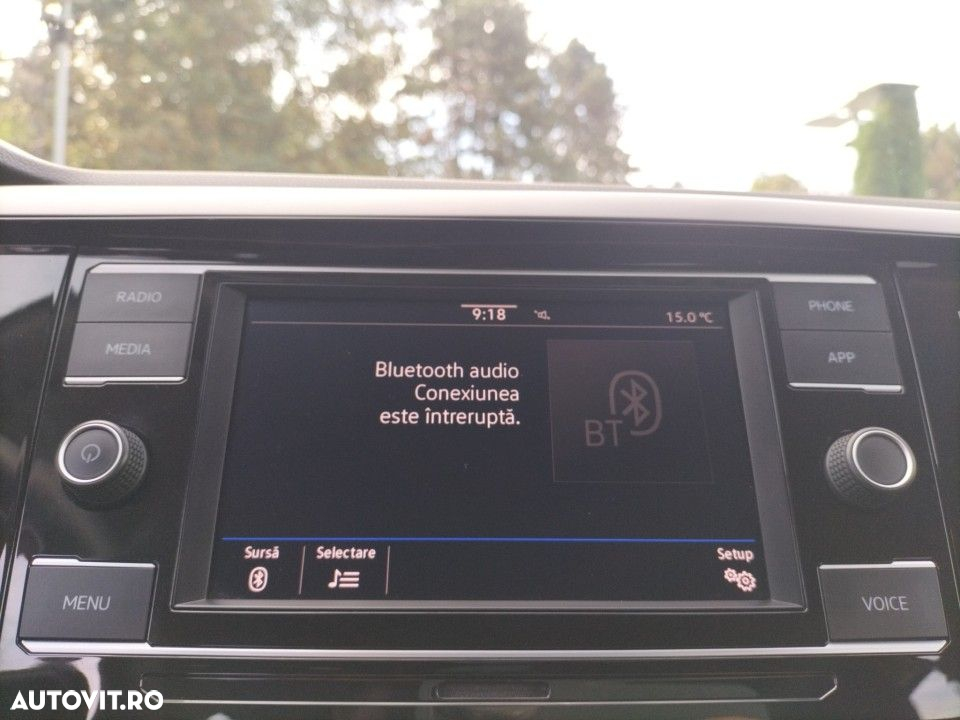 RADIO
MEDIA
MENU
9:18
15.0 °C
Bluetooth audio
Conexiunea
este întreruptă.
BT
Sursă
Selectare
Setup
PHONE
APP
VOICE
AUTOVIT.RO